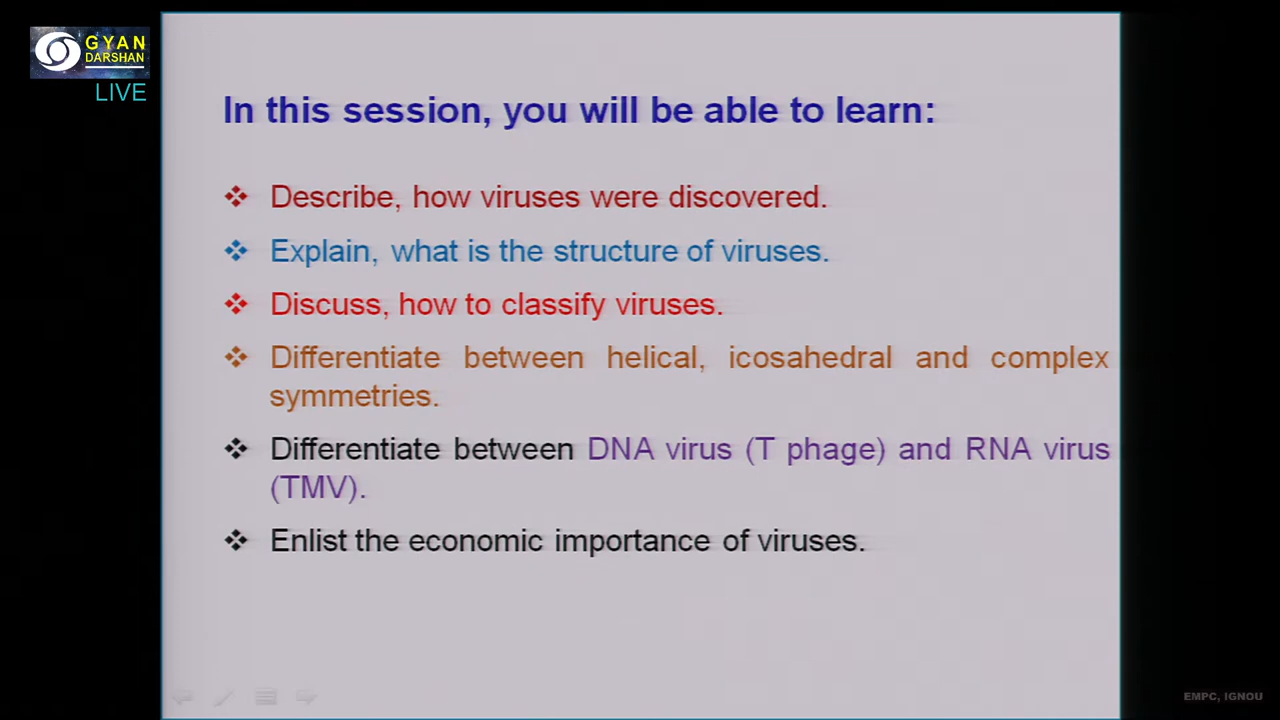 GYAN
DARSHAN
LIVE
In this session, you will be able to learn:
Describe, how viruses were discovered.
Explain, what is the structure of viruses.
Discuss, how to classify viruses.
Differentiate between helical, icosahedral and complex
symmetries.
Differentiate between DNA virus (T phage) and RNA virus
(TMV).
Enlist the economic importance of viruses.
EMPC, IGNOU